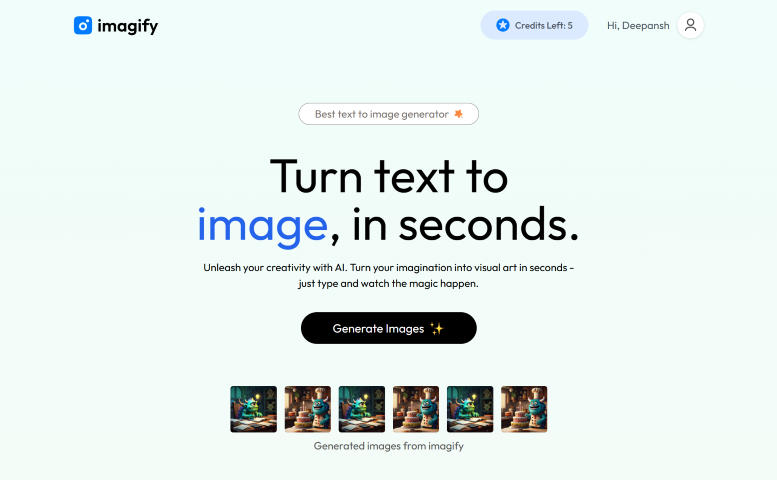 imagify
Credits Left: 5
Hi, Deepansh
Best text to image generator
Turn text to
image, in seconds.
Unleash your creativity with AI. Turn your imagination into visual art in seconds -
just type and watch the magic happen.
Generate Images
Generated images from imagify